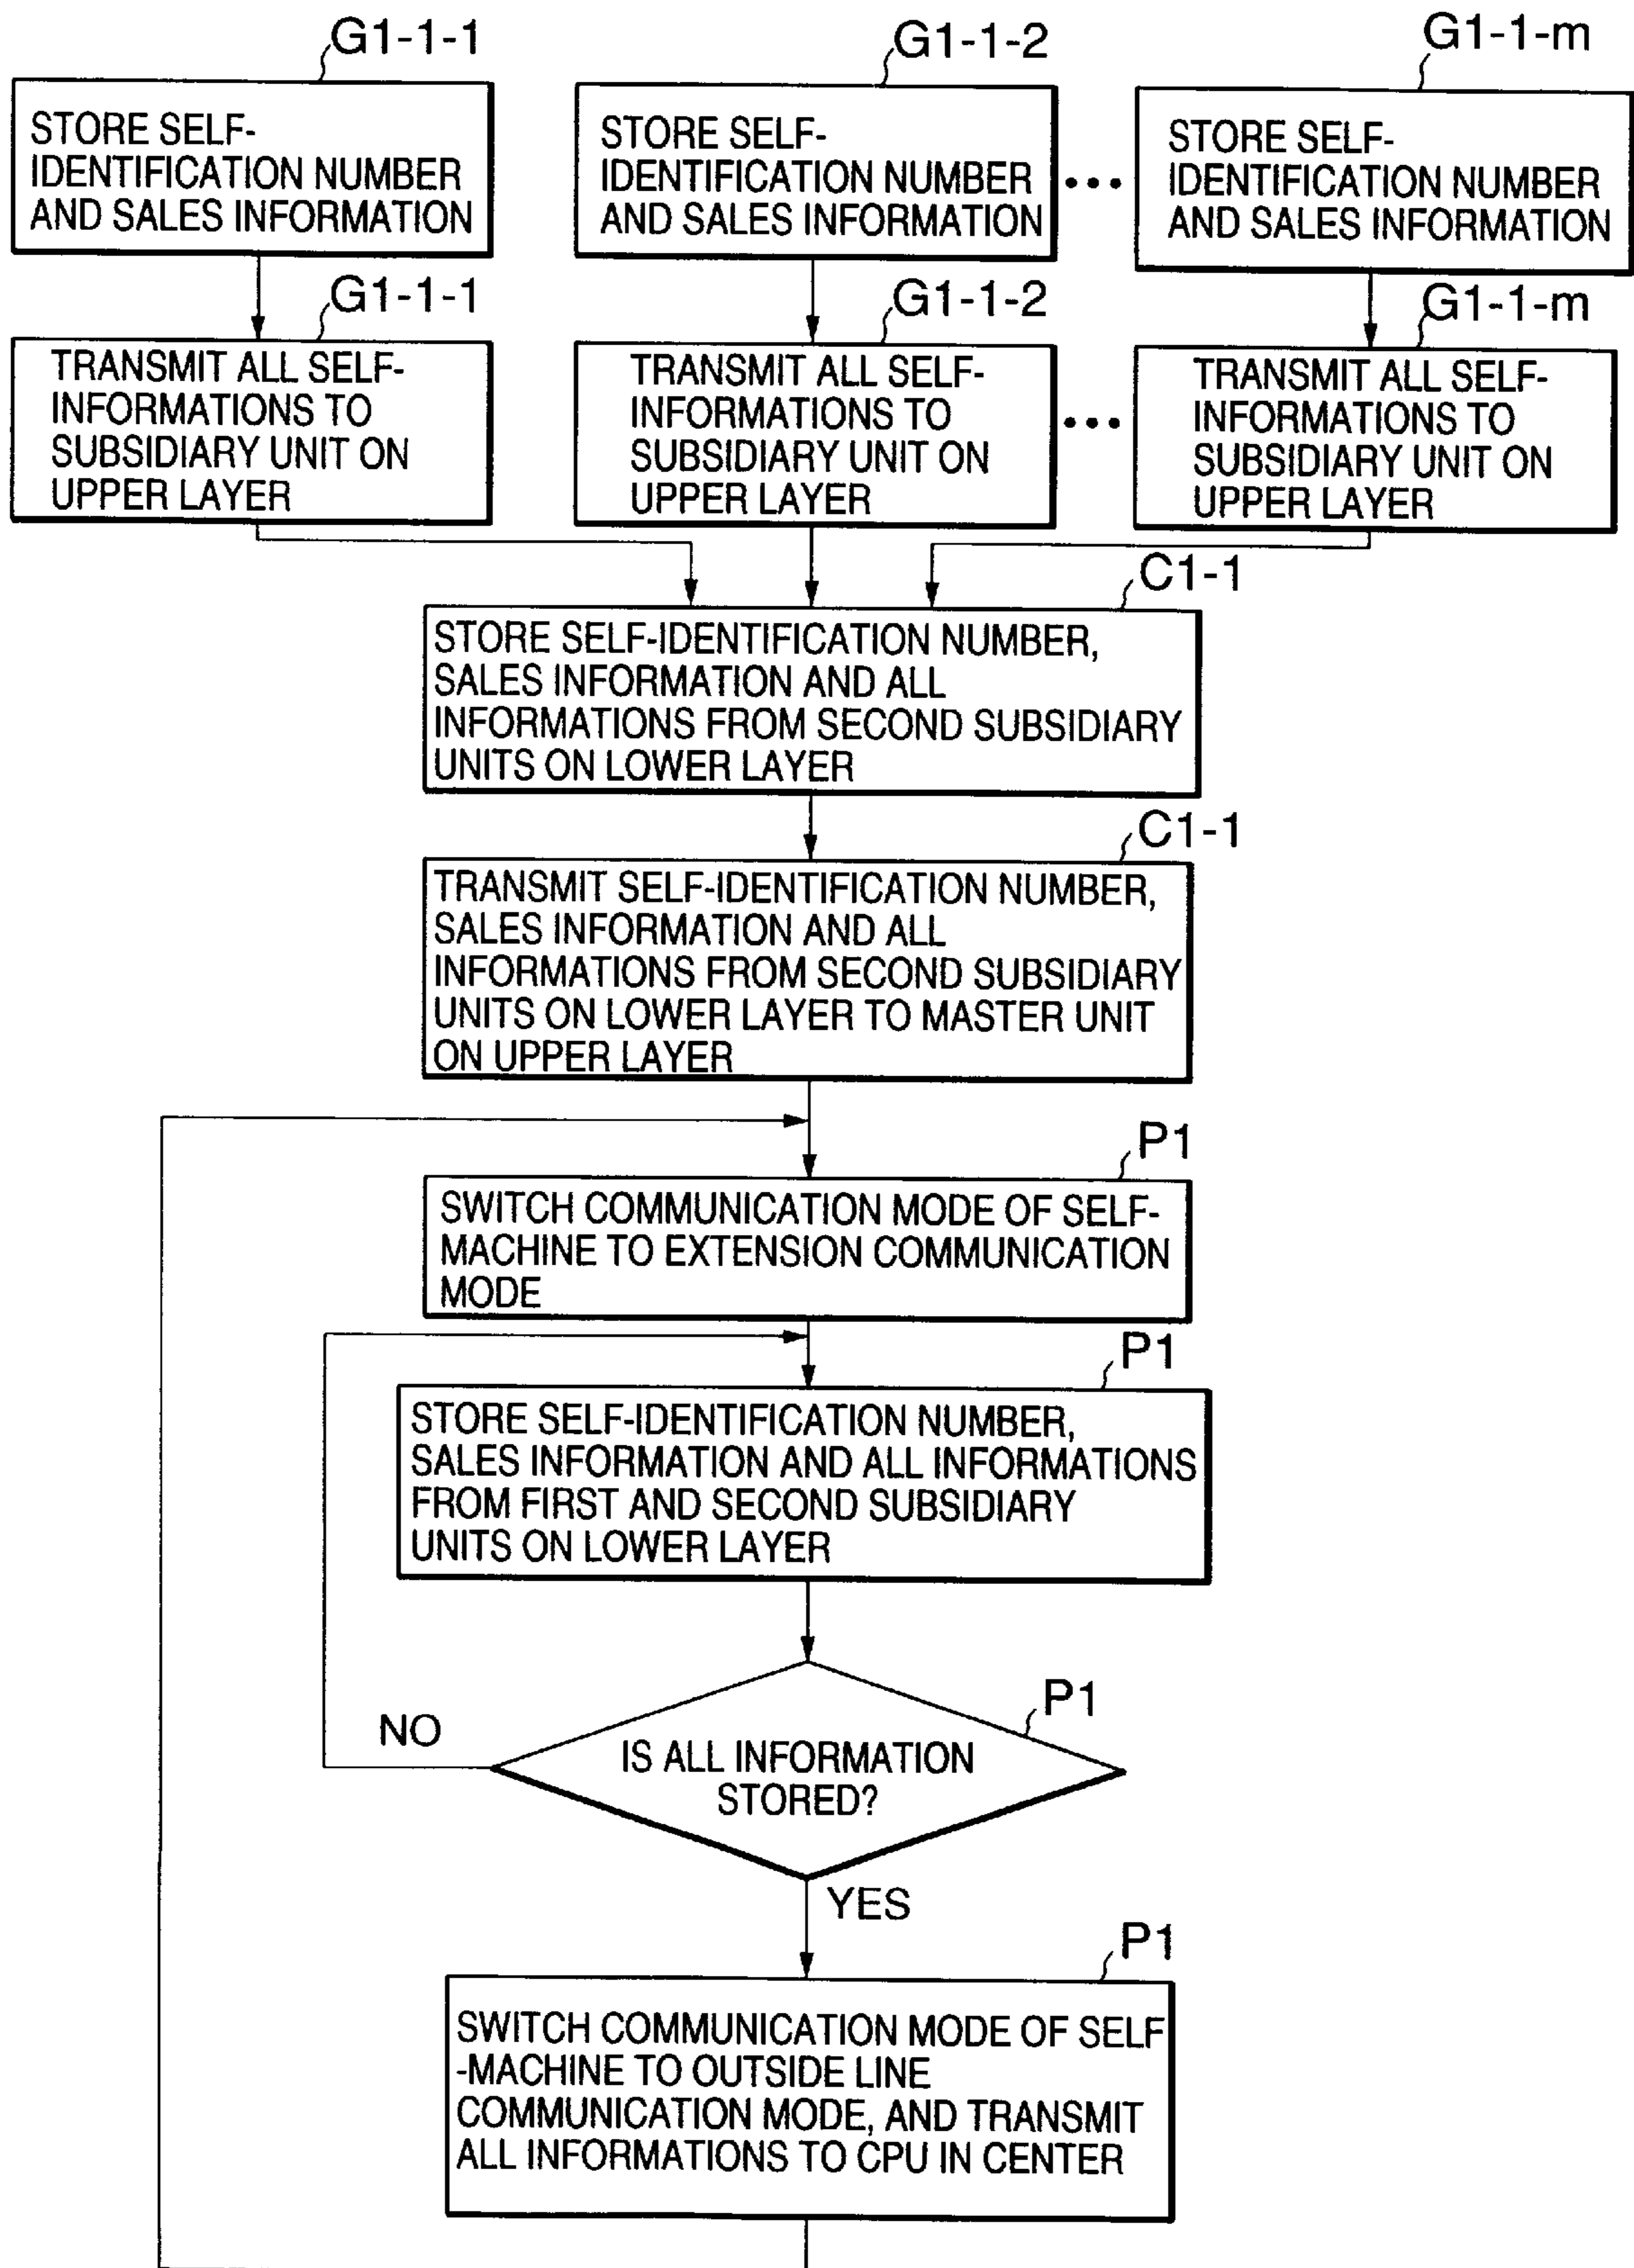 G1-1-1
STORE SELF-
IDENTIFICATION NUMBER
AND SALES INFORMATION
G1-1-2
STORE SELF-
IDENTIFICATION NUMBER
AND SALES INFORMATION
•••
G1-1-m
STORE SELF-
IDENTIFICATION NUMBER
AND SALES INFORMATION
G1-1-1
TRANSMIT ALL SELF-
INFORMATIONS TO
SUBSIDIARY UNIT ON
UPPER LAYER
G1-1-2
TRANSMIT ALL SELF-
INFORMATIONS TO
SUBSIDIARY UNIT ON
UPPER LAYER
•••
G1-1-m
TRANSMIT ALL SELF-
INFORMATIONS TO
SUBSIDIARY UNIT ON
UPPER LAYER
C1-1
STORE SELF-IDENTIFICATION NUMBER,
SALES INFORMATION AND ALL
INFORMATIONS FROM SECOND SUBSIDIARY
UNITS ON LOWER LAYER
C1-1
TRANSMIT SELF-IDENTIFICATION NUMBER,
SALES INFORMATION AND ALL
INFORMATIONS FROM SECOND SUBSIDIARY
UNITS ON LOWER LAYER TO MASTER UNIT
ON UPPER LAYER
P1
SWITCH COMMUNICATION MODE OF SELF-
MACHINE TO EXTENSION COMMUNICATION
MODE
P1
STORE SELF-IDENTIFICATION NUMBER,
SALES INFORMATION AND ALL INFORMATIONS
FROM FIRST AND SECOND SUBSIDIARY
UNITS ON LOWER LAYER
P1
NO
IS ALL INFORMATION
STORED?
YES
P1
SWITCH COMMUNICATION MODE OF SELF
-MACHINE TO OUTSIDE LINE
COMMUNICATION MODE, AND TRANSMIT
ALL INFORMATIONS TO CPU IN CENTER